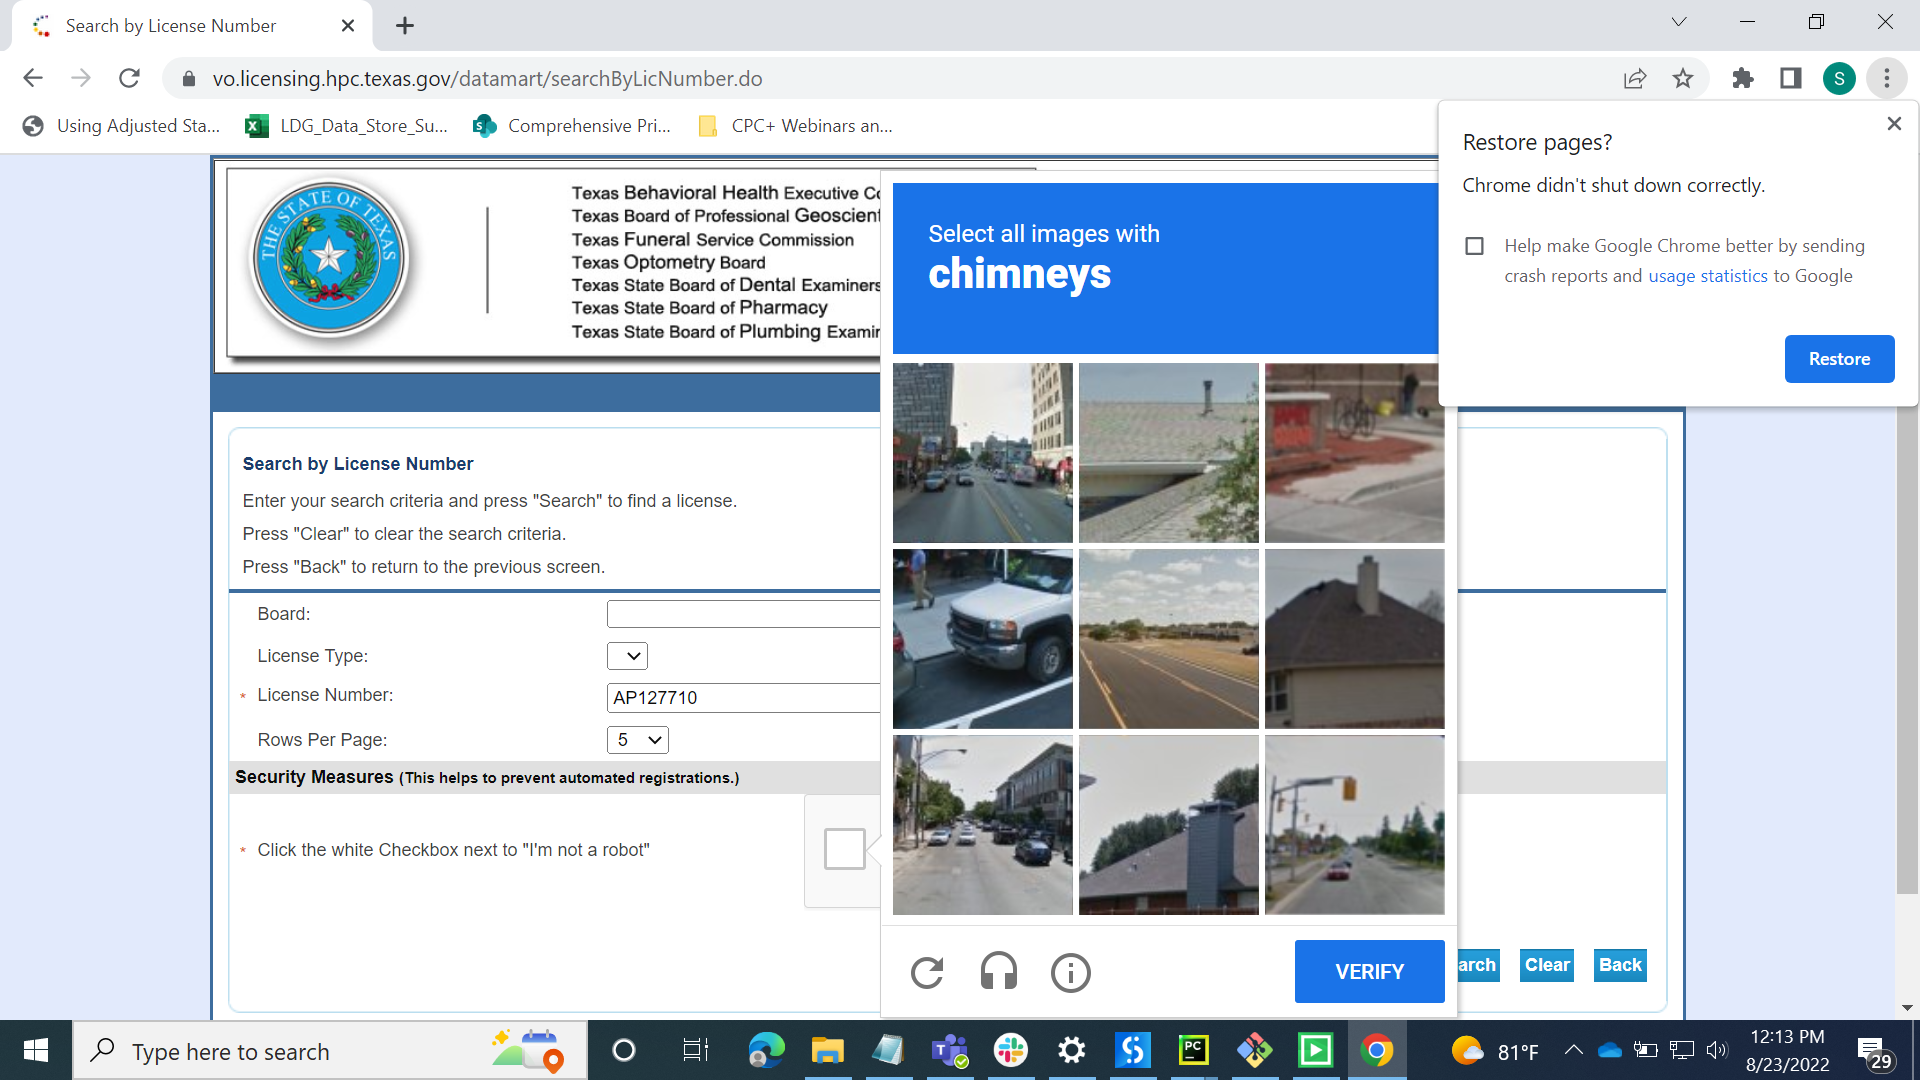 Search by License Number
vo.licensing.hpc.texas.gov/datamart/searchByLicNumber.do
S
Using Adjusted Sta...
LDG_Data_Store_Su...
Comprehensive Pri...
CPC+ Webinars an...
Restore pages?
Chrome didn't shut down correctly.
Help make Google Chrome better by sending
crash reports and usage statistics to Google
Restore
THE STATE OF TEXAS
Texas Behavioral Health Executive Co
Texas Board of Professional Geoscient
Texas Funeral Service Commission
Texas Optometry Board
Texas State Board of Dental Examiners
Texas State Board of Pharmacy
Texas State Board of Plumbing Examin
Select all images with
chimneys
Search by License Number
Enter your search criteria and press "Search" to find a license.
Press "Clear" to clear the search criteria.
Press "Back" to return to the previous screen.
Board:
License Type:
* License Number:
AP127710
Rows Per Page:
5
Security Measures (This helps to prevent automated registrations.)
* Click the white Checkbox next to "I'm not a robot"
VERIFY
arch
Clear
Back
Type here to search
PC
81°F
12:13 PM
8/23/2022
29